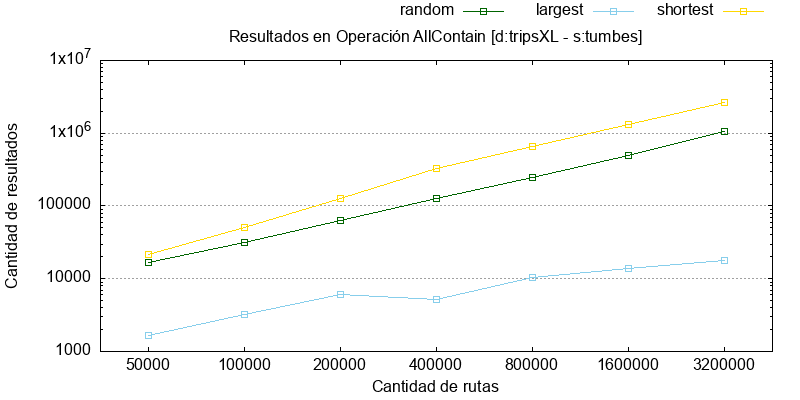 random largest shortest
Resultados en Operación AllContain [d:tripsXL - s:tumbes]
1x10^7
1x10^6
100000
10000
1000
Cantidad de resultados
50000 100000 200000 400000 800000 1600000 3200000
Cantidad de rutas